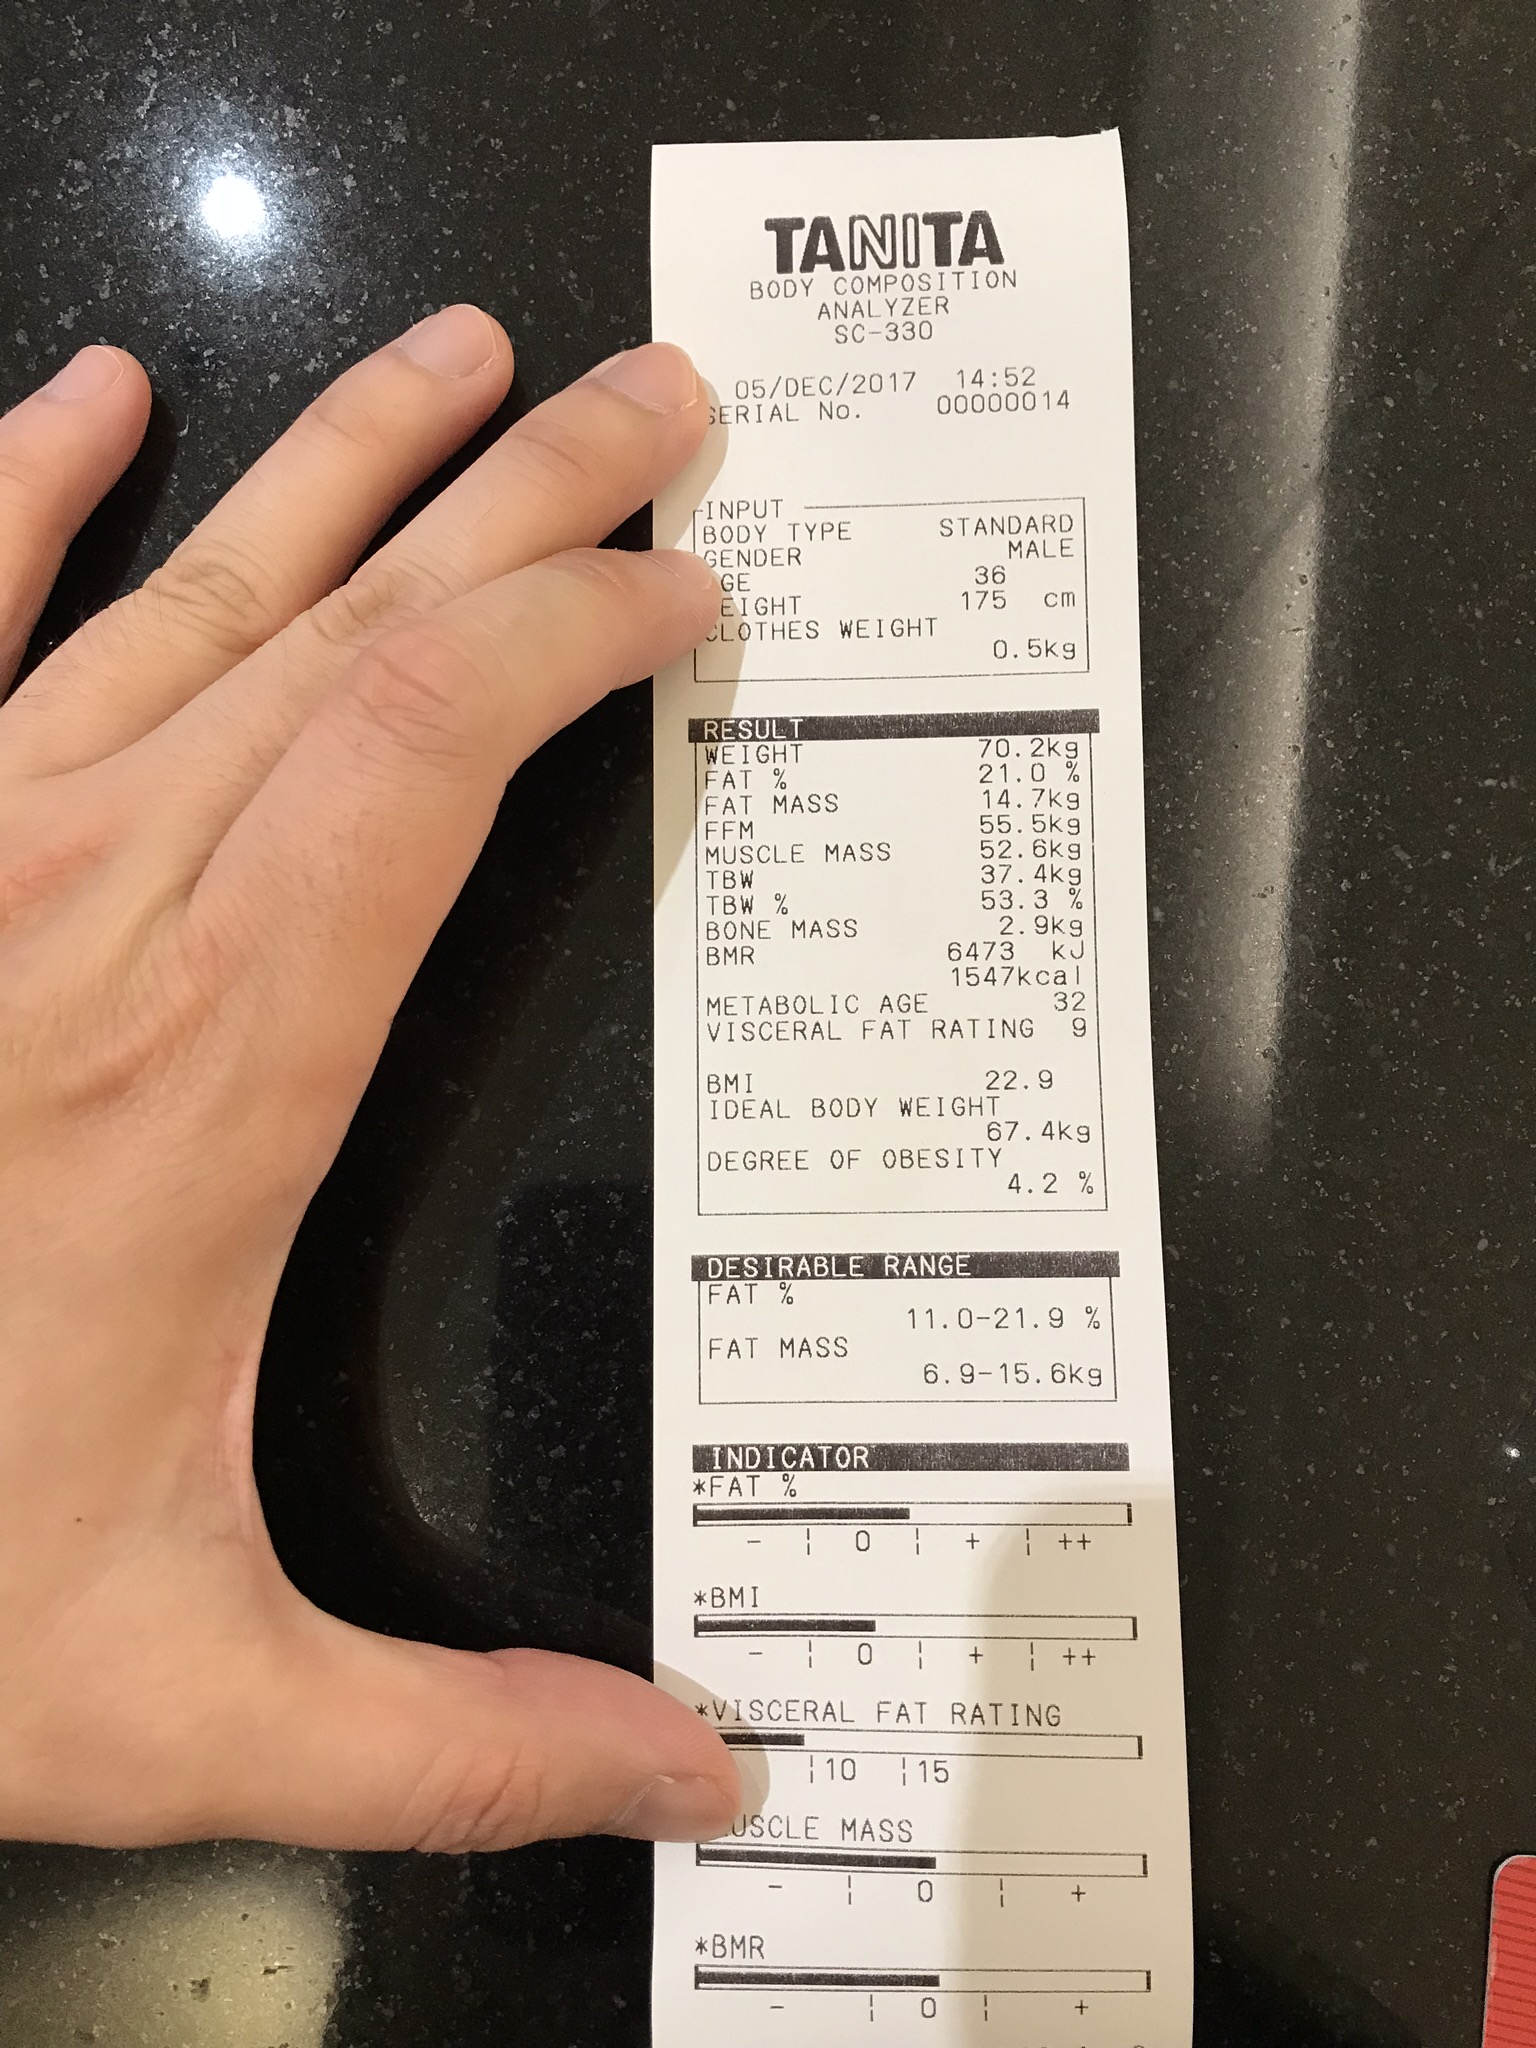 TANITA
BODY COMPOSITION
ANALYZER
SC-330
05/DEC/2017 14:52
SERIAL No. 00000014
INPUT
BODY TYPE STANDARD
GENDER MALE
GE 36
EIGHT 175 cm
CLOTHES WEIGHT
0.5kg
RESULT
WEIGHT 70.2kg
FAT % 21.0 %
FAT MASS 14.7kg
FFM 55.5kg
MUSCLE MASS 52.6kg
TBW 37.4kg
TBW % 53.3 %
BONE MASS 2.9kg
BMR 6473 kJ
1547kcal
METABOLIC AGE 32
VISCERAL FAT RATING 9
BMI 22.9
IDEAL BODY WEIGHT
67.4kg
DEGREE OF OBESITY
4.2 %
DESIRABLE RANGE
FAT %
11.0-21.9 %
FAT MASS
6.9-15.6kg
INDICATOR
*FAT %
- ¦ 0 ¦ + ¦ ++
*BMI
- ¦ 0 ¦ + ¦ ++
*VISCERAL FAT RATING
¦10 ¦15
USCLE MASS
- ¦ 0 ¦ +
*BMR
- ¦ 0 ¦ +